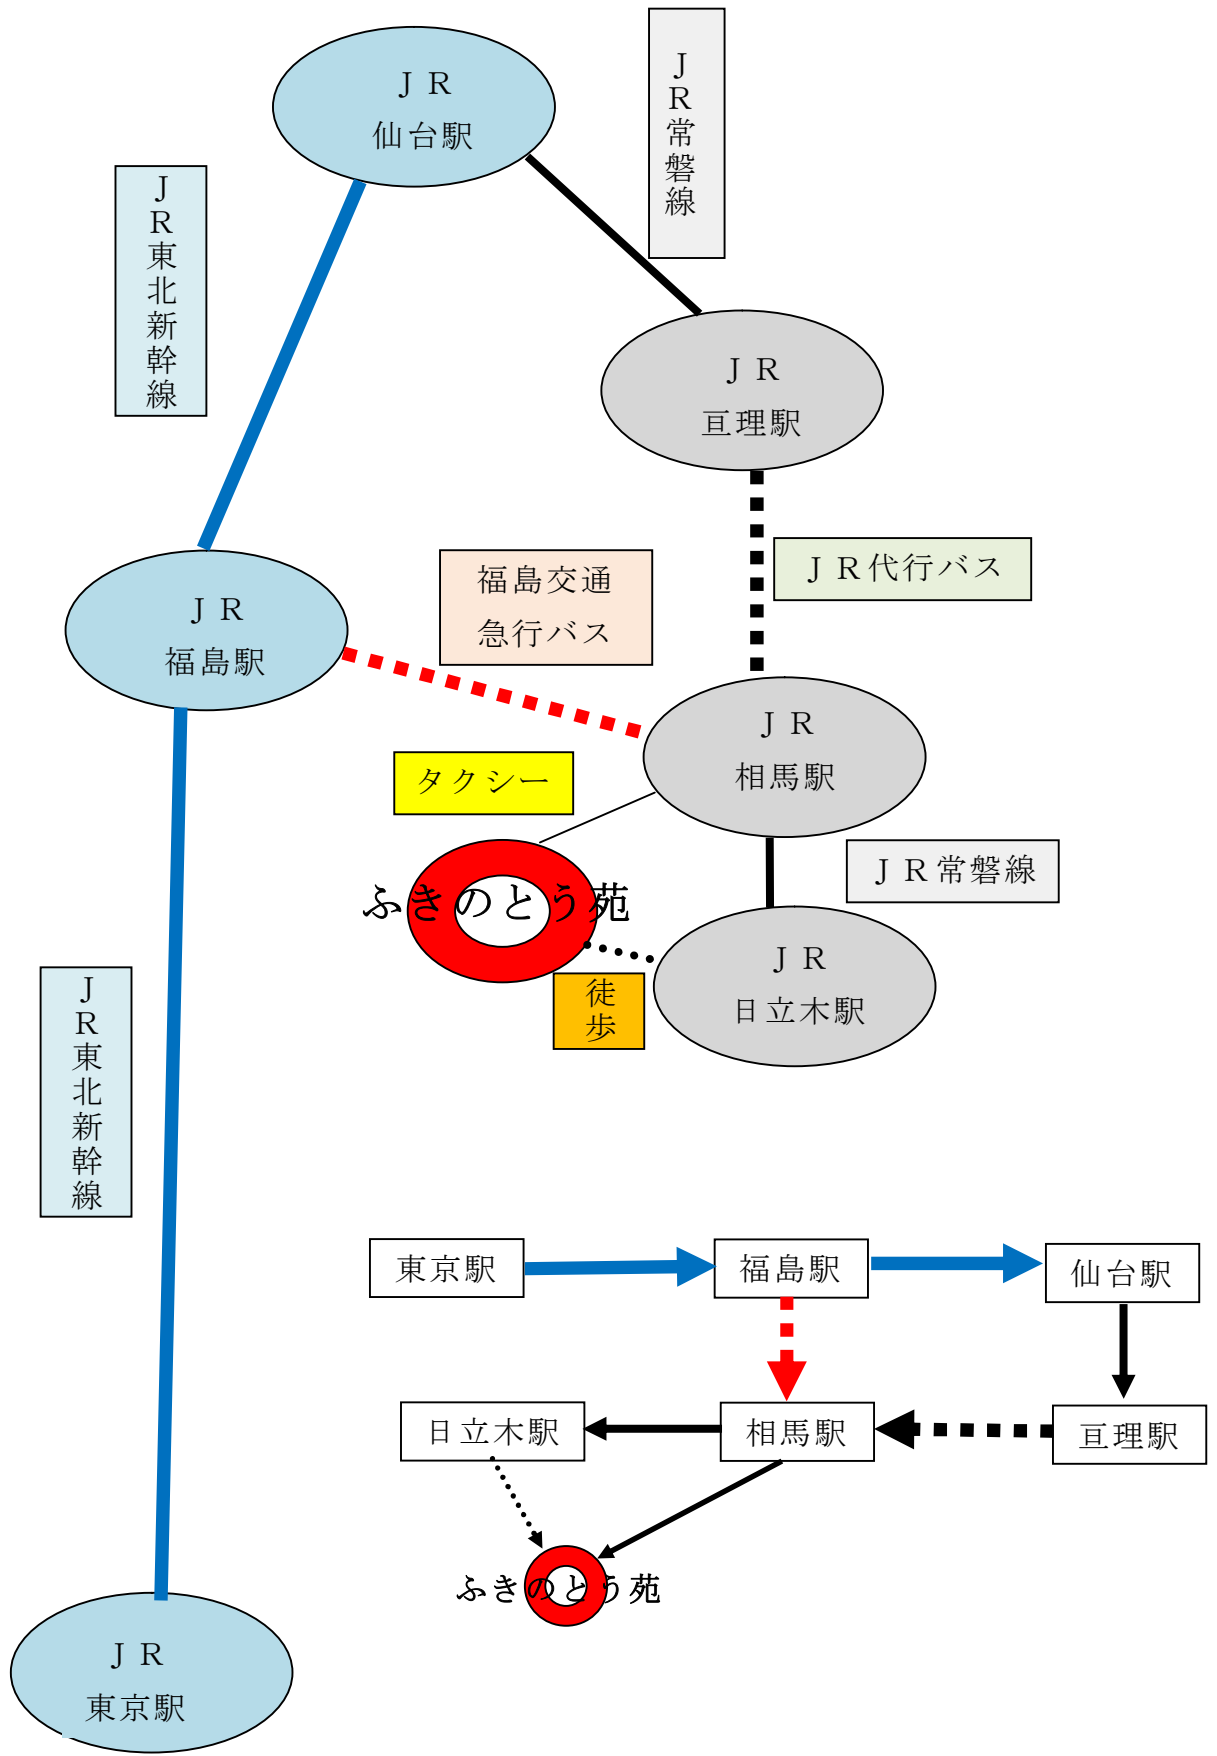 ＪＲ
仙台駅
ＪＲ常磐線
ＪＲ東北新幹線
ＪＲ
亘理駅
福島交通
急行バス
ＪＲ代行バス
ＪＲ
福島駅
ＪＲ
相馬駅
タクシー
ＪＲ常磐線
ふきのとう苑
ＪＲ
日立木駅
徒歩
ＪＲ東北新幹線
東京駅
福島駅
仙台駅
日立木駅
相馬駅
亘理駅
ふきのとう苑
ＪＲ
東京駅